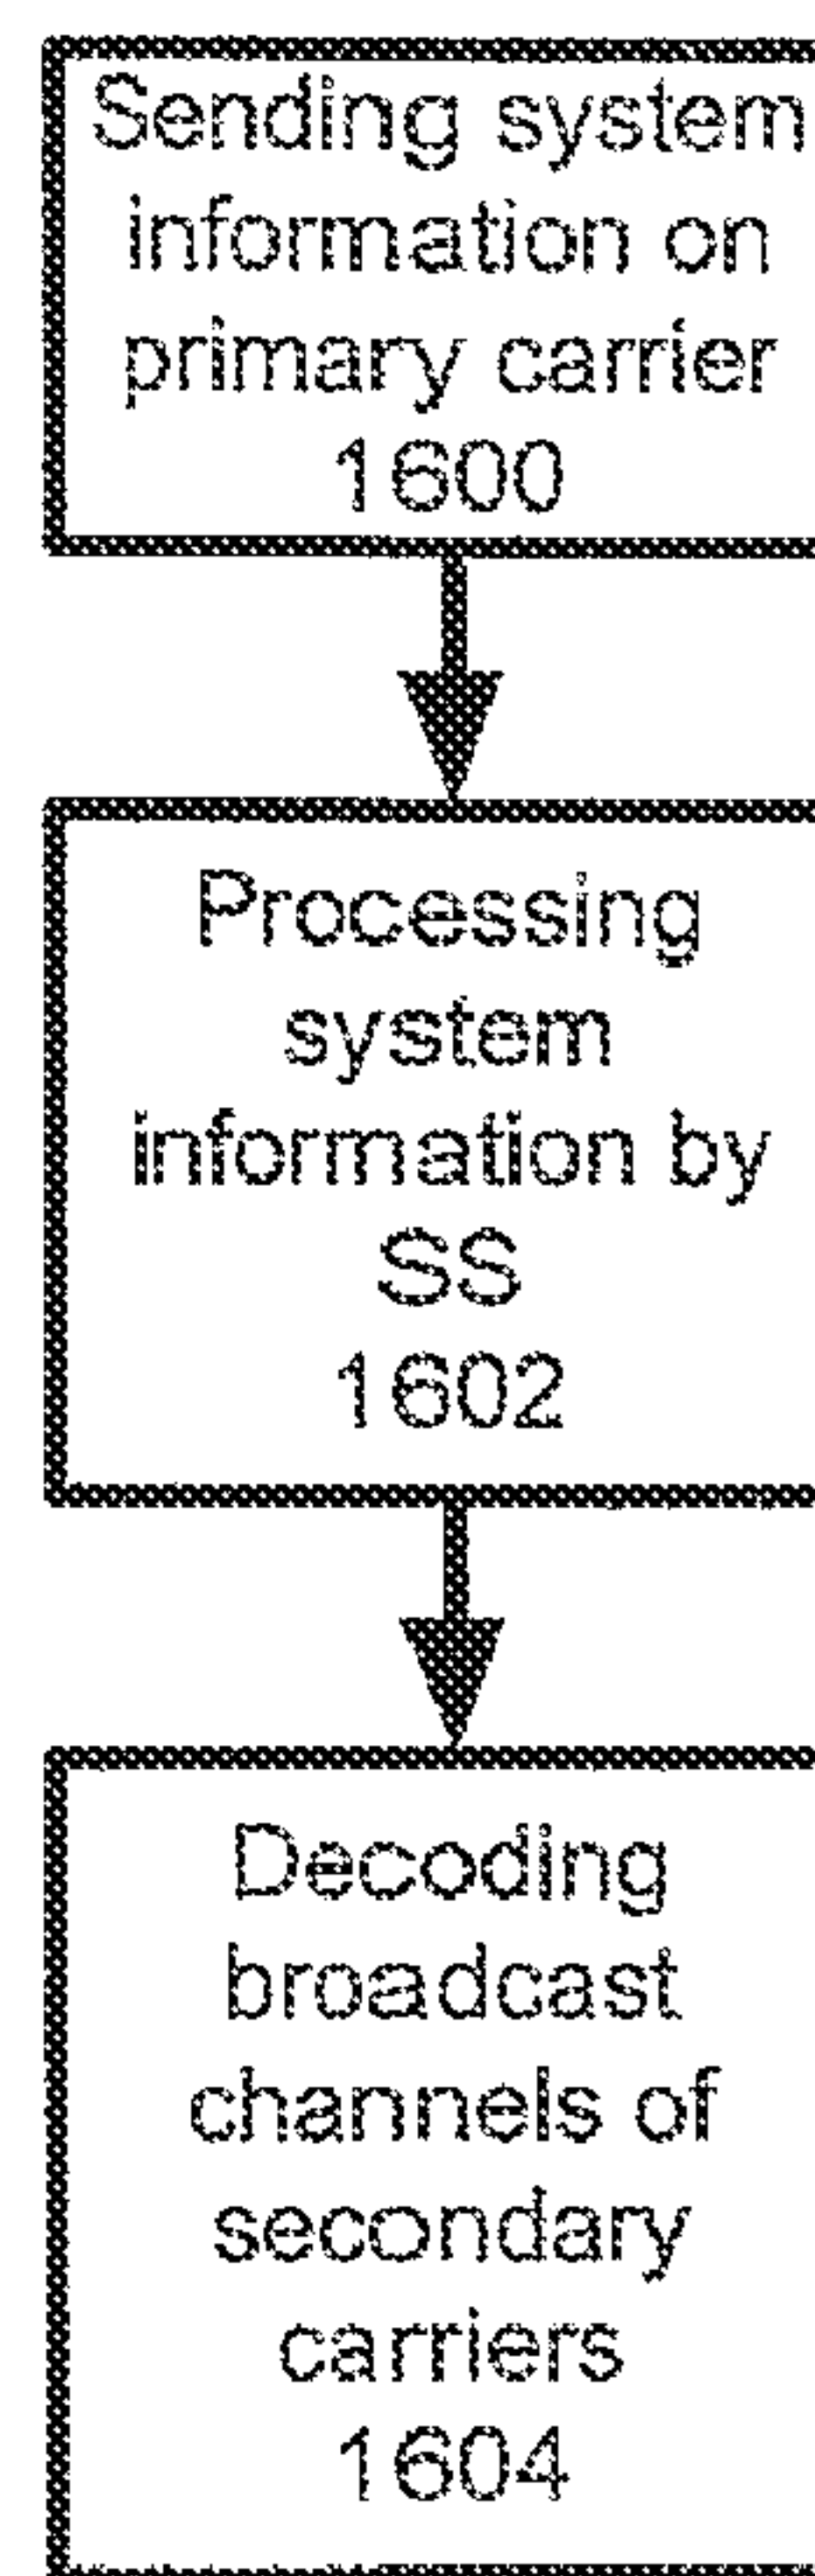 Sending system
information on
primary carrier
1600
Processing
system
information by
SS
1602
Decoding
broadcast
channels of
secondary
carriers
1604